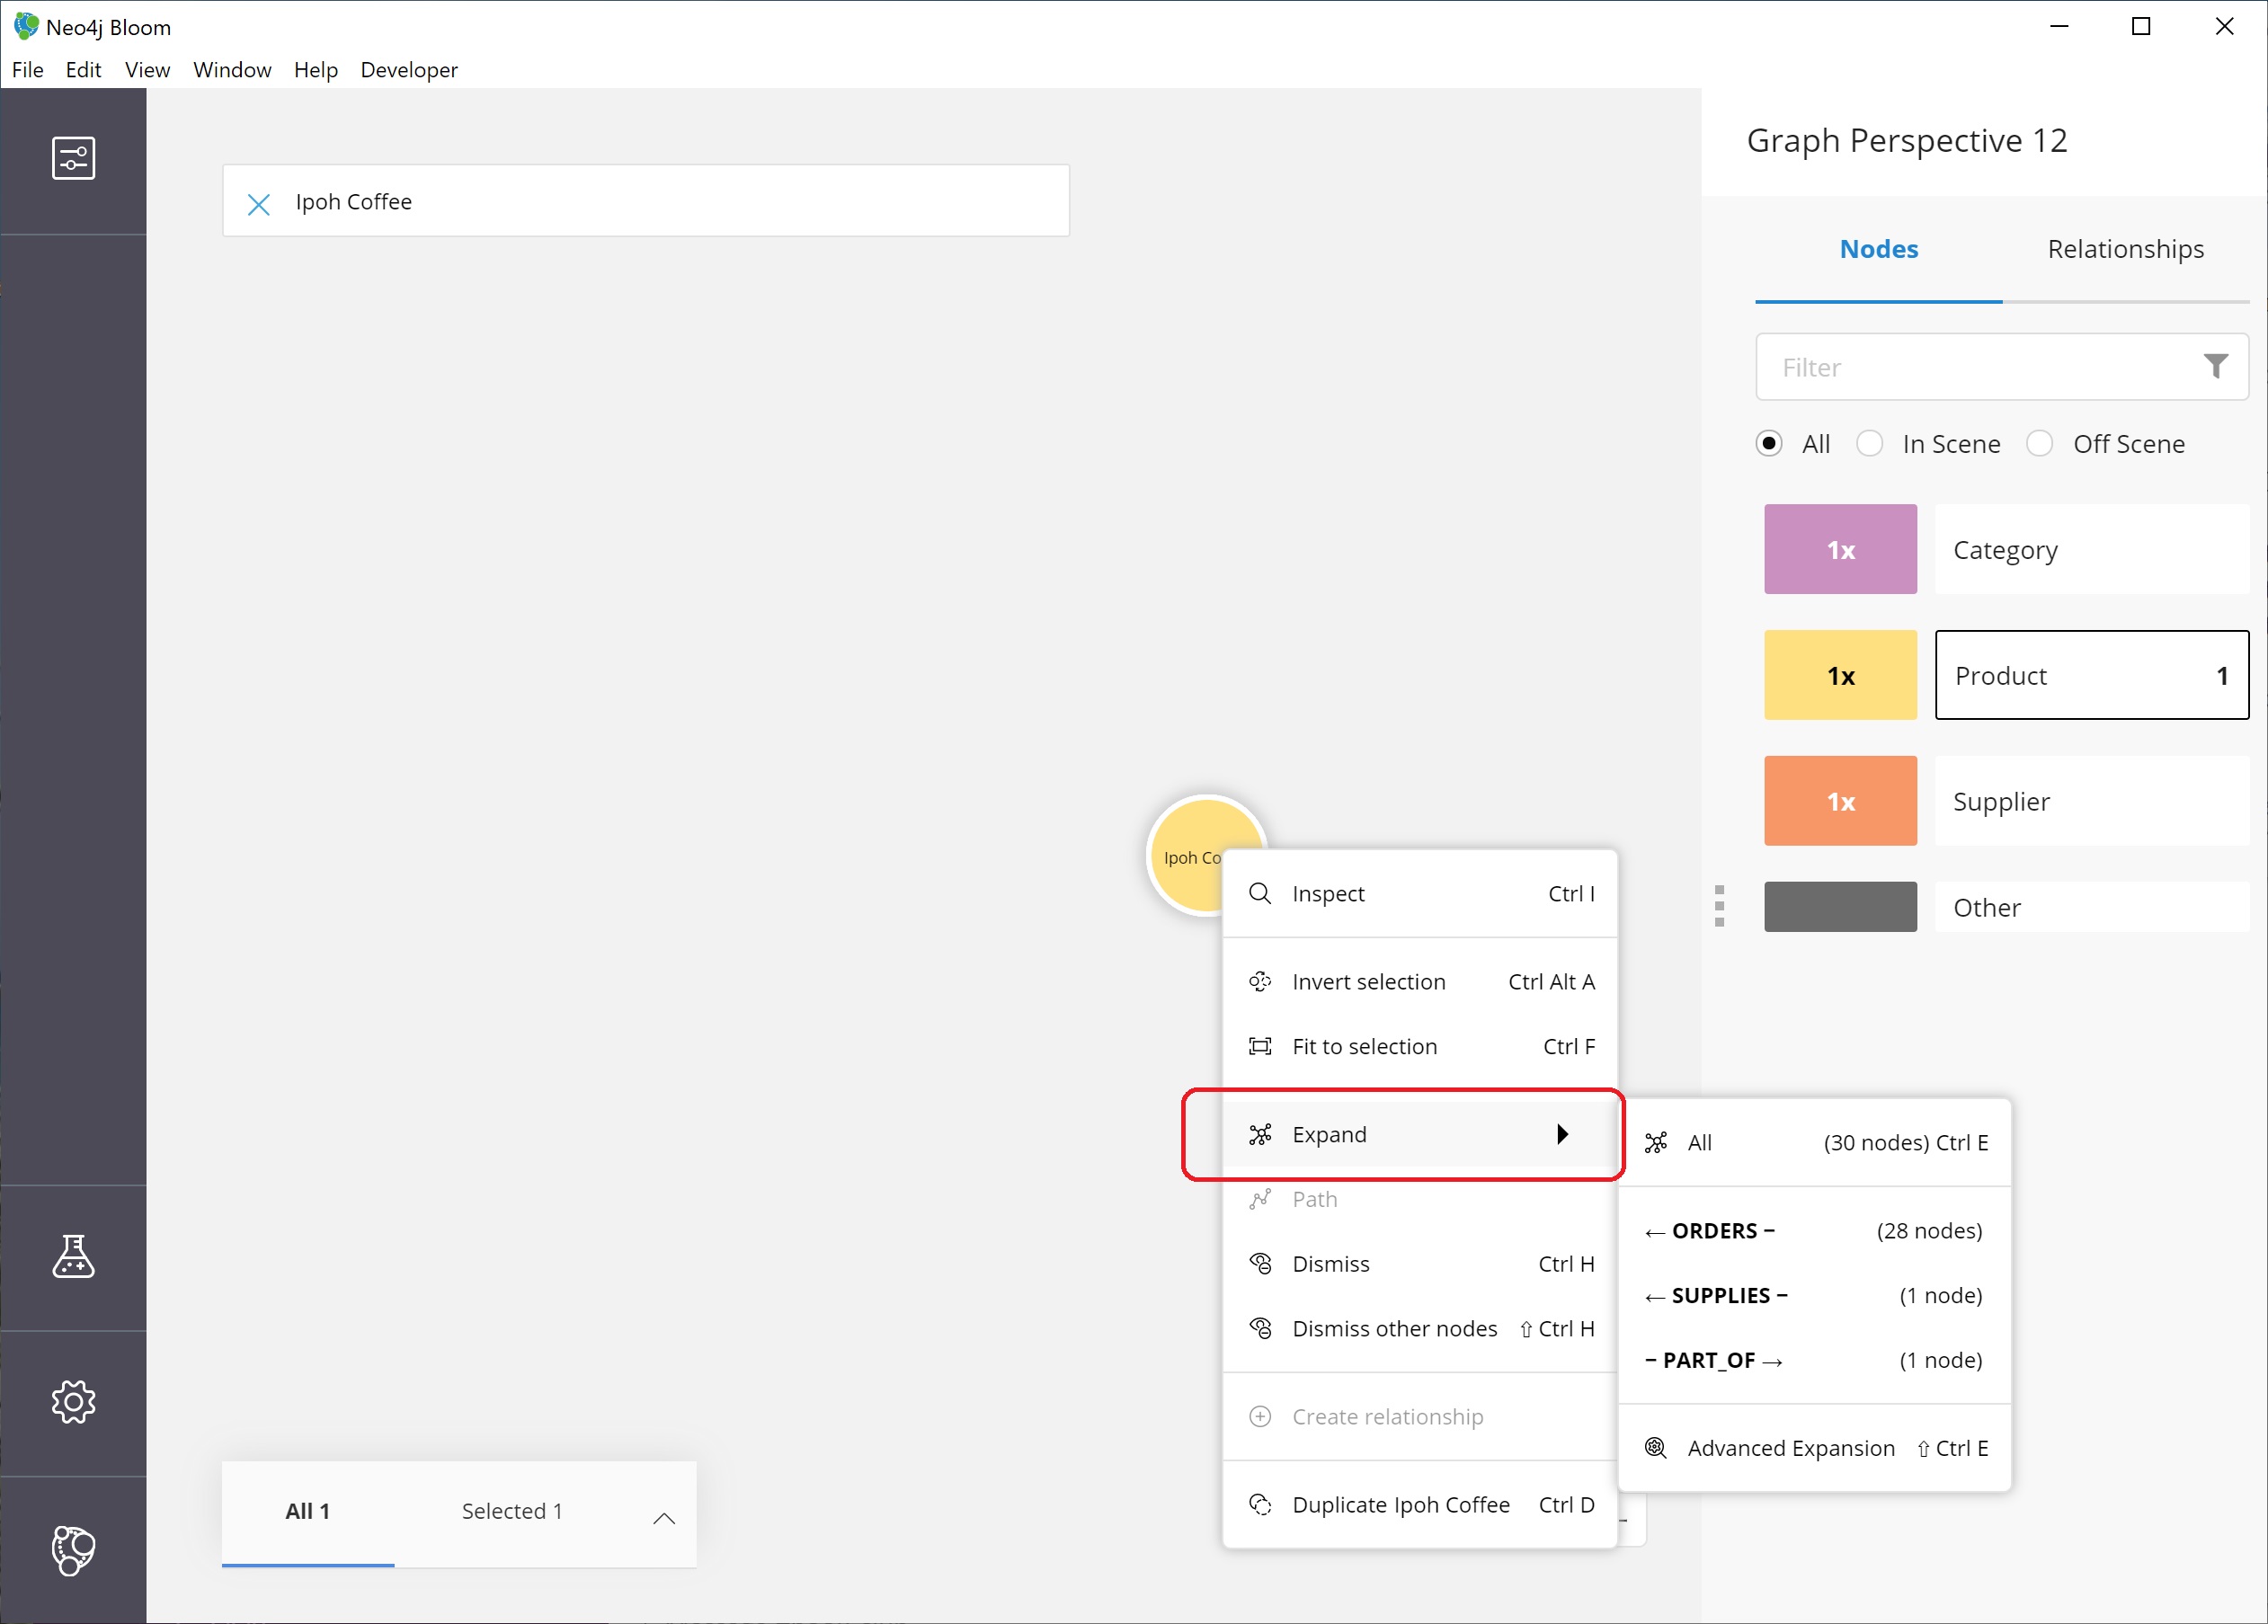 Neo4j Bloom
File Edit View Window Help Developer
Ipoh Coffee
Graph Perspective 12
Nodes Relationships
Filter
All In Scene Off Scene
1x Category
1x Product 1
1x Supplier
Other
Ipoh Co
Inspect Ctrl I
Invert selection Ctrl Alt A
Fit to selection Ctrl F
Expand
Path
Dismiss Ctrl H
Dismiss other nodes ⇧ Ctrl H
Create relationship
Duplicate Ipoh Coffee Ctrl D
All (30 nodes) Ctrl E
← ORDERS – (28 nodes)
← SUPPLIES – (1 node)
– PART_OF → (1 node)
Advanced Expansion ⇧ Ctrl E
All 1 Selected 1